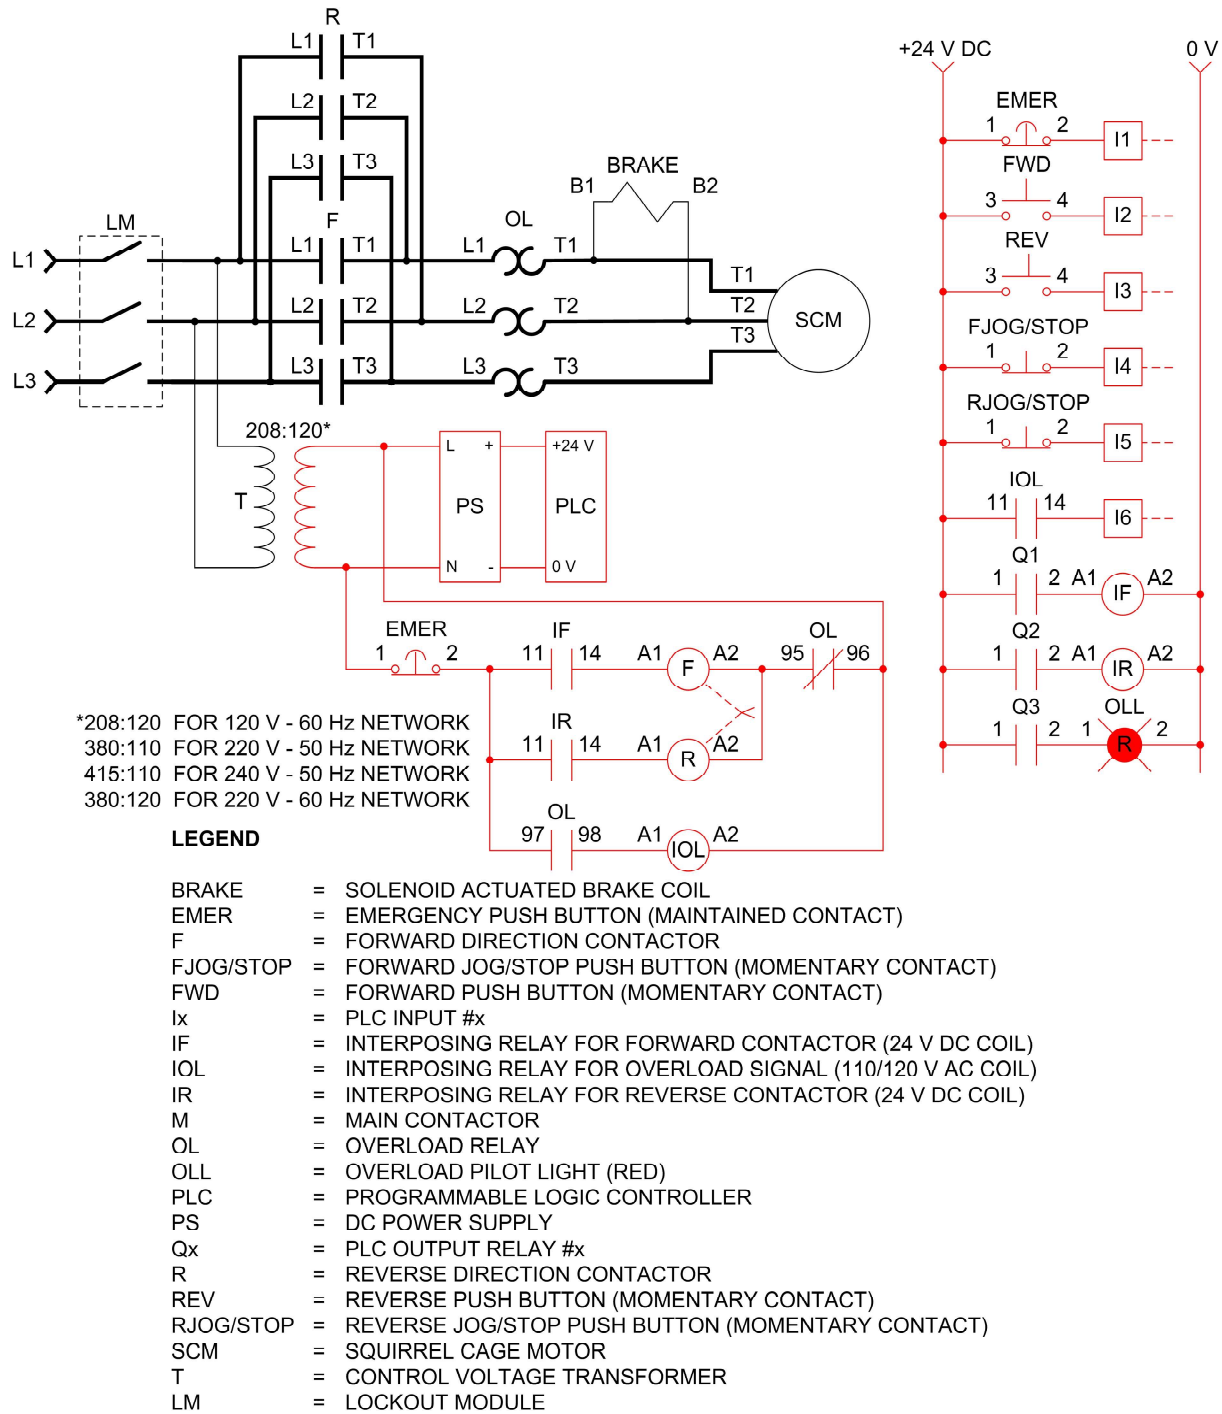 R
L1 T1
L2 T2
L3 T3
F
LM
L1 L1 T1
L2 L2 T2
L3 L3 T3
OL
L1 T1
L2 T2
L3 T3
BRAKE
B1 B2
T1
T2
T3
SCM
208:120*
T
L +
PS
N -
+24 V
PLC
0 V
EMER
1 2
IF
11 14 A1 F A2
OL
95 96
IR
11 14 A1 R A2
OL
97 98 A1 IOL A2
+24 V DC 0 V
EMER
1 2 I1
FWD
3 4 I2
REV
3 4 I3
FJOG/STOP
1 2 I4
RJOG/STOP
1 2 I5
IOL
11 14 I6
Q1
1 2 A1 IF A2
Q2
1 2 A1 IR A2
Q3 OLL
1 2 1 R 2
*208:120 FOR 120 V - 60 Hz NETWORK
380:110 FOR 220 V - 50 Hz NETWORK
415:110 FOR 240 V - 50 Hz NETWORK
380:120 FOR 220 V - 60 Hz NETWORK
LEGEND
BRAKE = SOLENOID ACTUATED BRAKE COIL
EMER = EMERGENCY PUSH BUTTON (MAINTAINED CONTACT)
F = FORWARD DIRECTION CONTACTOR
FJOG/STOP = FORWARD JOG/STOP PUSH BUTTON (MOMENTARY CONTACT)
FWD = FORWARD PUSH BUTTON (MOMENTARY CONTACT)
Ix = PLC INPUT #x
IF = INTERPOSING RELAY FOR FORWARD CONTACTOR (24 V DC COIL)
IOL = INTERPOSING RELAY FOR OVERLOAD SIGNAL (110/120 V AC COIL)
IR = INTERPOSING RELAY FOR REVERSE CONTACTOR (24 V DC COIL)
M = MAIN CONTACTOR
OL = OVERLOAD RELAY
OLL = OVERLOAD PILOT LIGHT (RED)
PLC = PROGRAMMABLE LOGIC CONTROLLER
PS = DC POWER SUPPLY
Qx = PLC OUTPUT RELAY #x
R = REVERSE DIRECTION CONTACTOR
REV = REVERSE PUSH BUTTON (MOMENTARY CONTACT)
RJOG/STOP = REVERSE JOG/STOP PUSH BUTTON (MOMENTARY CONTACT)
SCM = SQUIRREL CAGE MOTOR
T = CONTROL VOLTAGE TRANSFORMER
LM = LOCKOUT MODULE